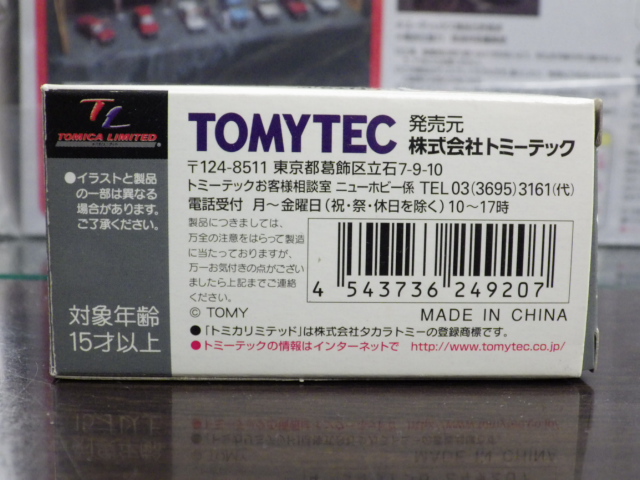 TL
TOMICA LIMITED
●イラストと製品
の一部は異なる
場合があります。
ご了承ください。
対象年齢
15才以上
TOMYTEC
発売元
株式会社トミーテック
〒124-8511 東京都葛飾区立石7-9-10
トミーテックお客様相談室 ニューホビー係 TEL 03(3695)3161(代)
電話受付 月～金曜日(祝・祭・休日を除く)10～17時
製品につきましては、
万全の注意をはらって製造
に当たっておりますが、
万一お気付きの点がござい
ましたら上記までご連絡
ください。
© TOMY
4 543736 249207
MADE IN CHINA
●「トミカリミテッド」は株式会社タカラトミーの登録商標です。
●トミーテックの情報はインターネットで http://www.tomytec.co.jp/